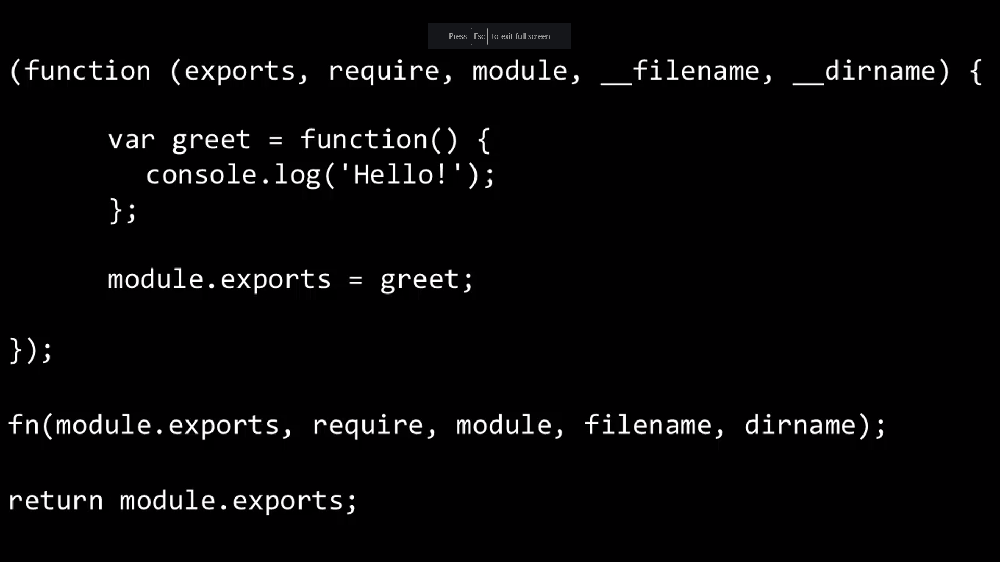 Press Esc to exit full screen
(function (exports, require, module, __filename, __dirname) {
var greet = function() {
console.log('Hello!');
};
module.exports = greet;
});
fn(module.exports, require, module, filename, dirname);
return module.exports;